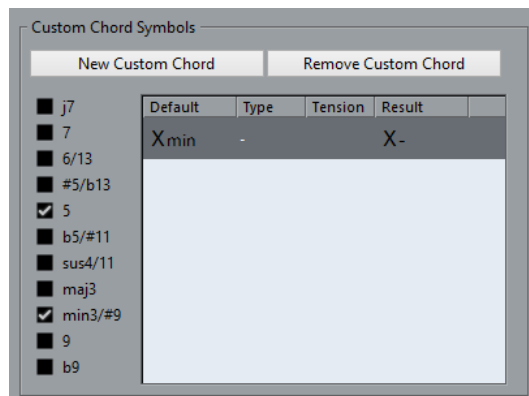 Custom Chord Symbols
New Custom Chord Remove Custom Chord
j7
7
6/13
#5/b13
5
b5/#11
sus4/11
maj3
min3/#9
9
b9
Default Type Tension Result
Xmin - X-